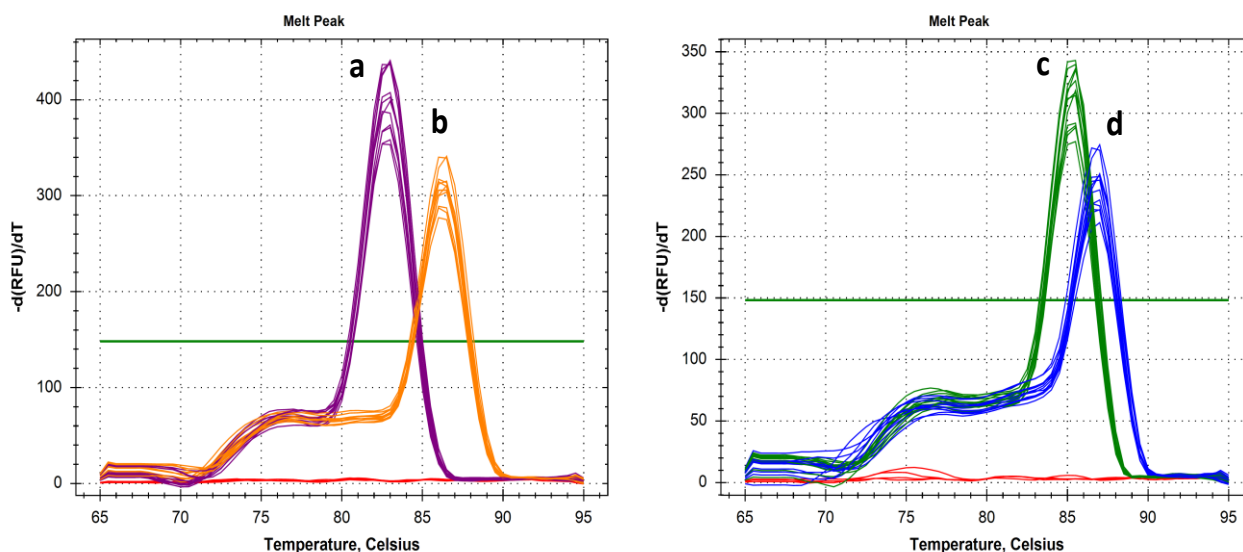 Melt Peak
a
b
400
300
200
100
0
-d(RFU)/dT
65 70 75 80 85 90 95
Temperature, Celsius
Melt Peak
c
d
350
300
250
200
150
100
50
0
-d(RFU)/dT
65 70 75 80 85 90 95
Temperature, Celsius